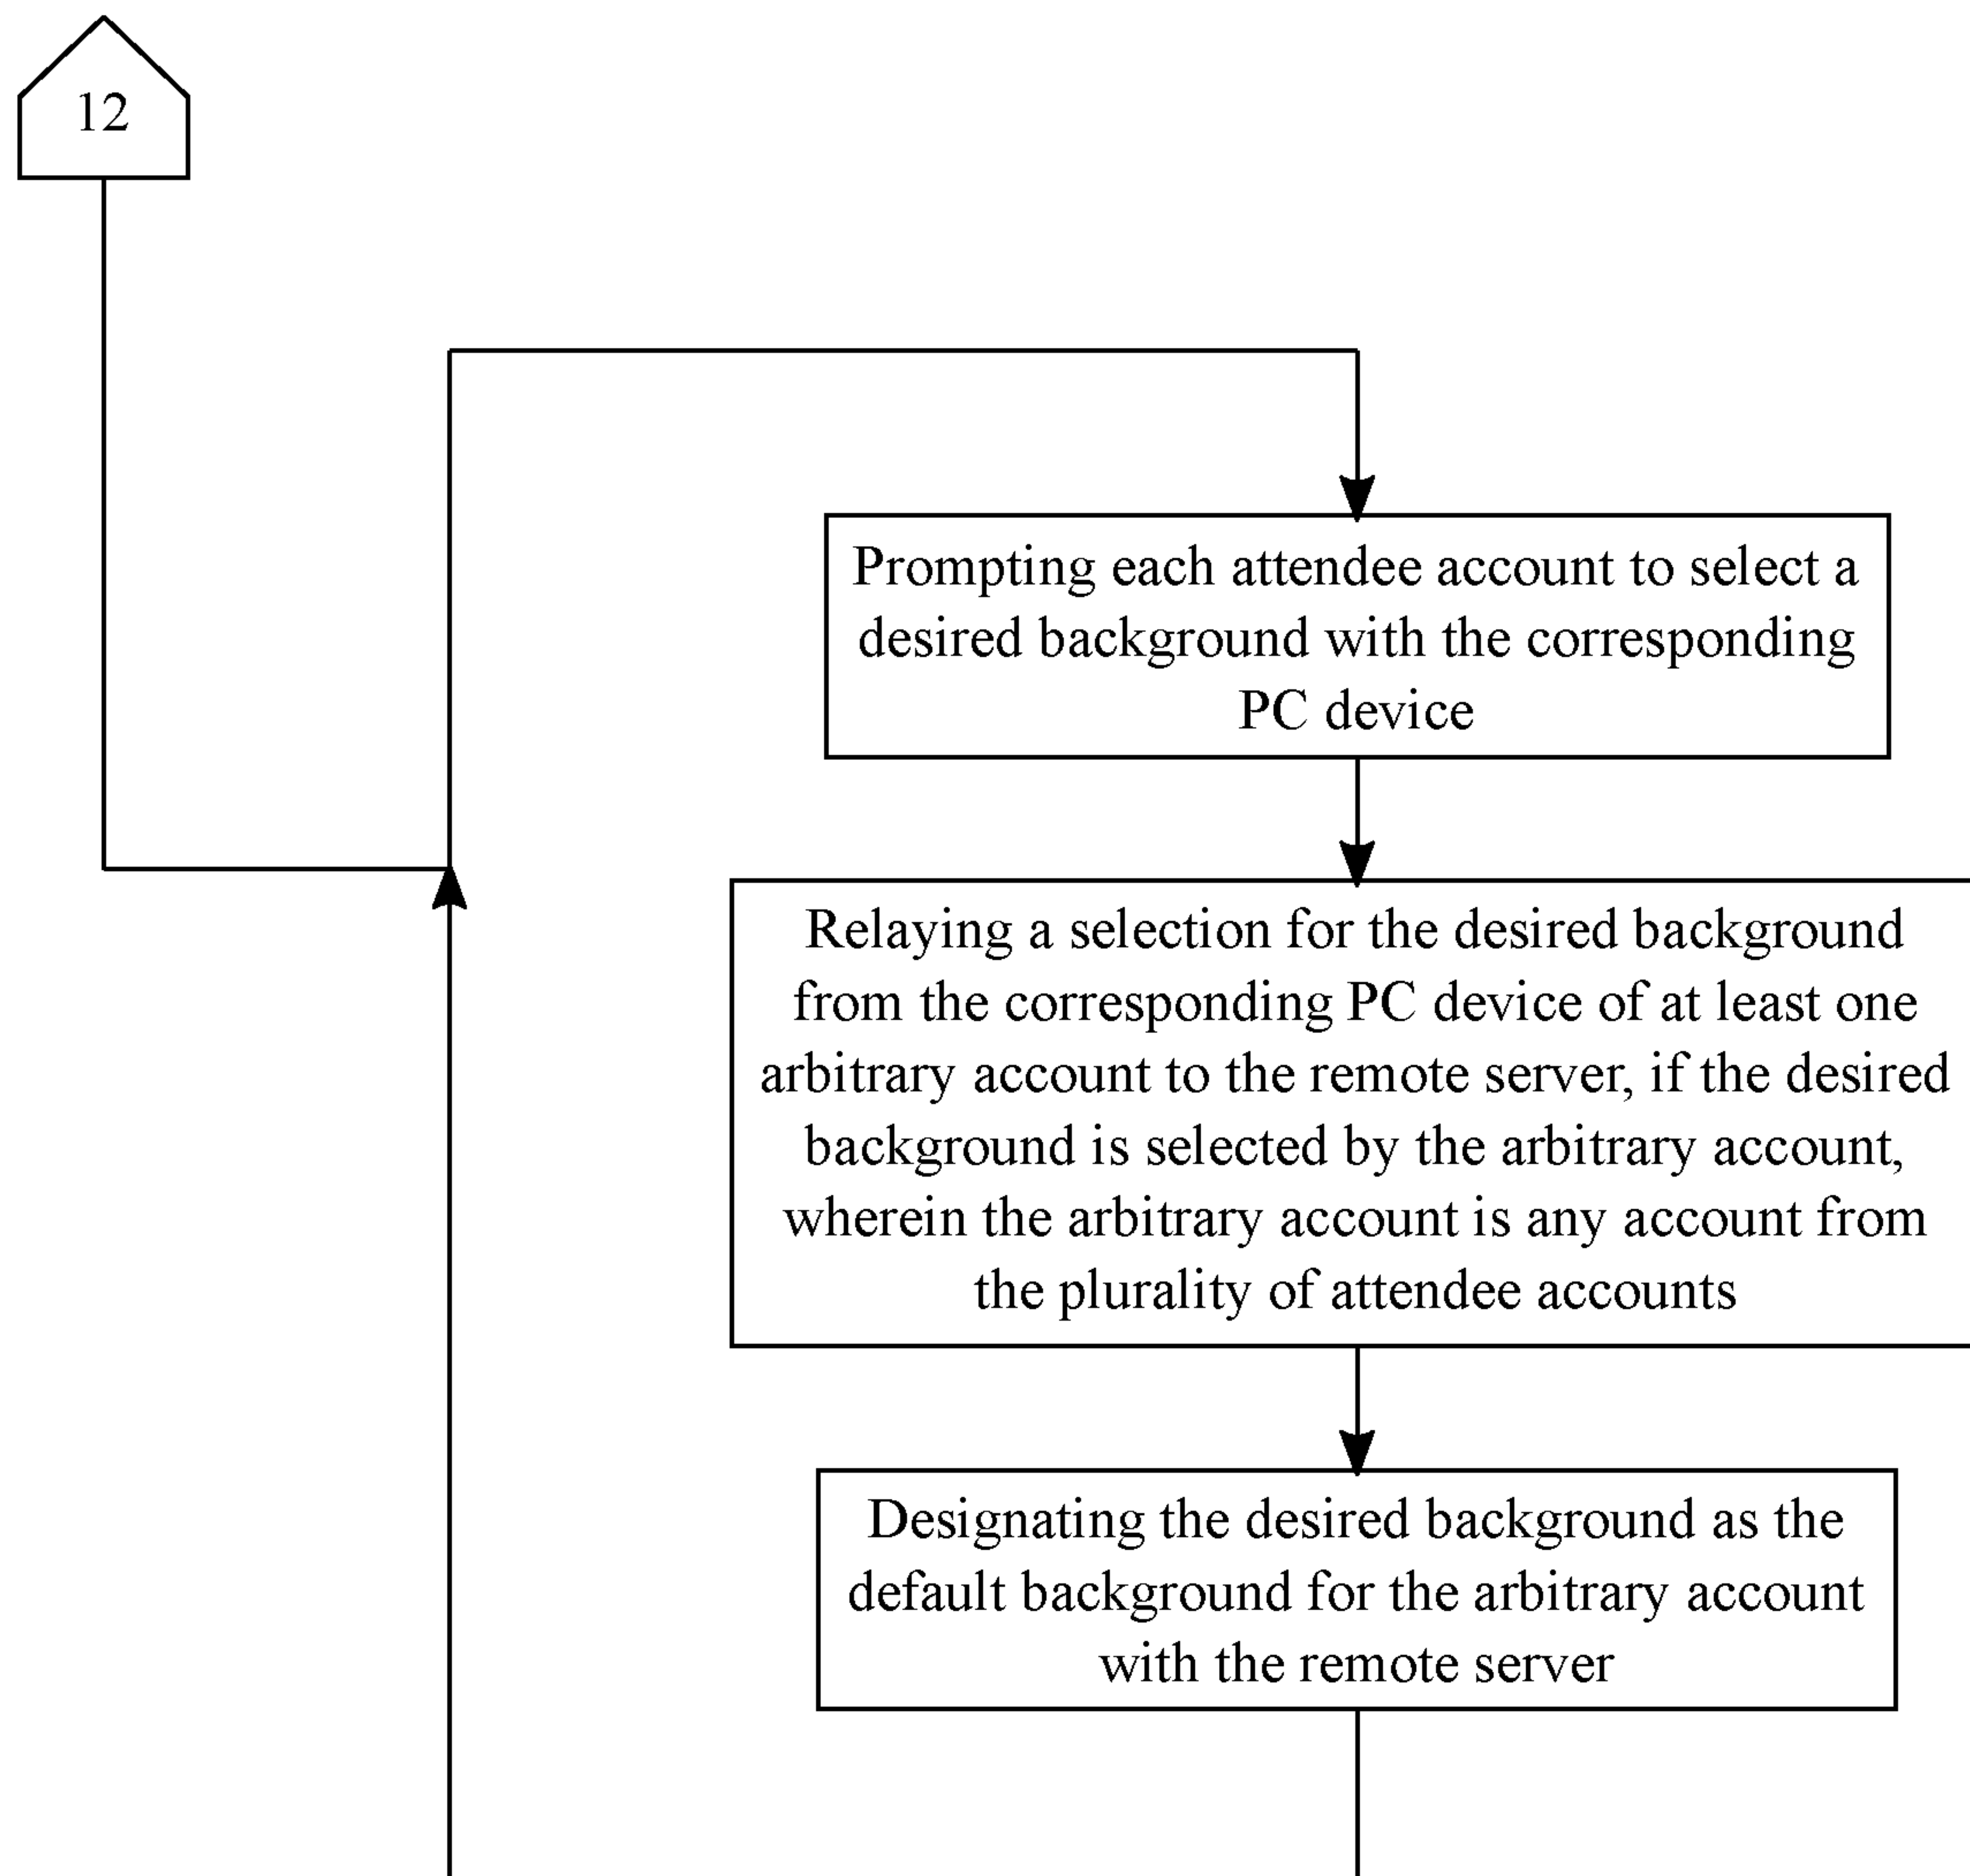 12
Prompting each attendee account to select a
desired background with the corresponding
PC device
Relaying a selection for the desired background
from the corresponding PC device of at least one
arbitrary account to the remote server, if the desired
background is selected by the arbitrary account,
wherein the arbitrary account is any account from
the plurality of attendee accounts
Designating the desired background as the
default background for the arbitrary account
with the remote server